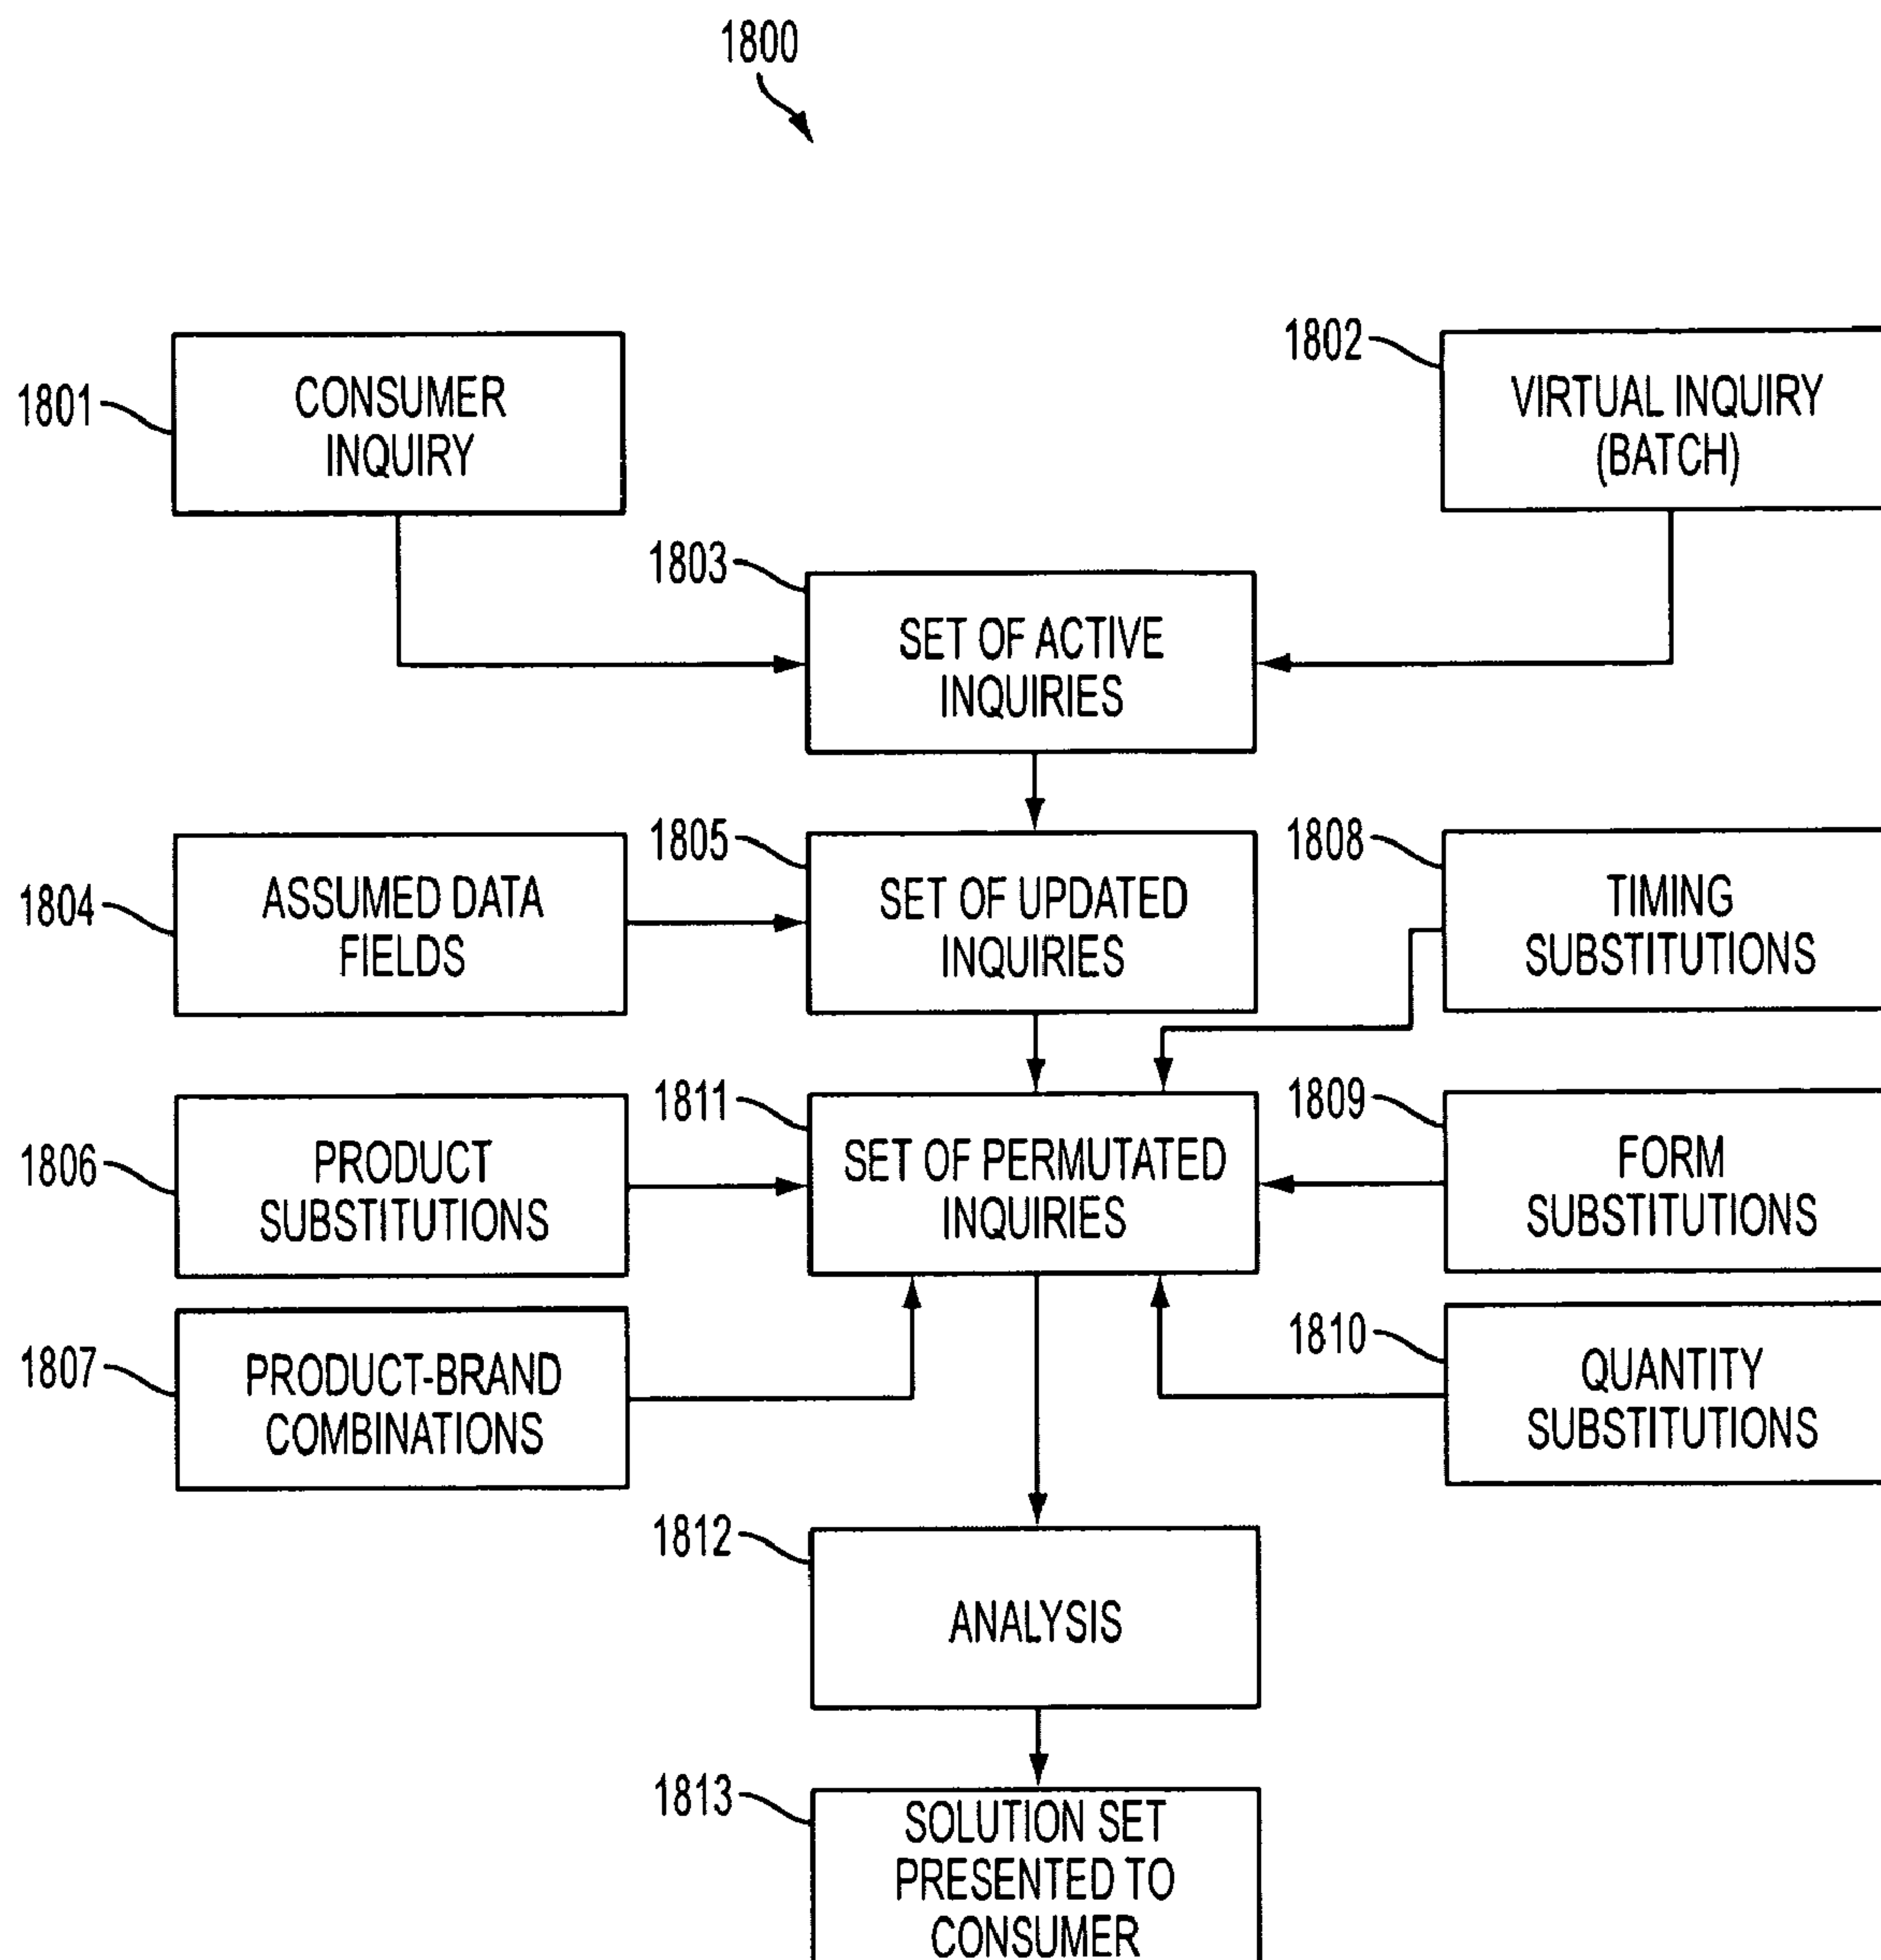 1800
1801
CONSUMER
INQUIRY
1802
VIRTUAL INQUIRY
(BATCH)
1803
SET OF ACTIVE
INQUIRIES
1804
ASSUMED DATA
FIELDS
1805
SET OF UPDATED
INQUIRIES
1808
TIMING
SUBSTITUTIONS
1806
PRODUCT
SUBSTITUTIONS
1811
SET OF PERMUTATED
INQUIRIES
1809
FORM
SUBSTITUTIONS
1807
PRODUCT-BRAND
COMBINATIONS
1810
QUANTITY
SUBSTITUTIONS
1812
ANALYSIS
1813
SOLUTION SET
PRESENTED TO
CONSUMER